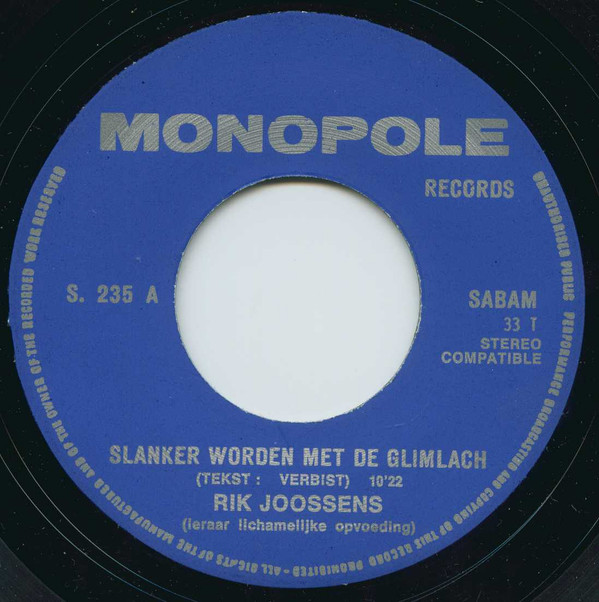 MONOPOLE
RECORDS
S. 235 A
SABAM
33 T
STEREO
COMPATIBLE
SLANKER WORDEN MET DE GLIMLACH
(TEKST : VERBIST) 10'22
RIK JOOSSENS
(leraar lichamelijke opvoeding)
ALL RIGHTS OF THE MANUFACTURED AND OF THE OWNER OF THE RECORDED WORK RESERVED
UNAUTHORISED PUBLIC PERFORMANCE BROADCASTING AND COPYING OF THIS RECORD PROHIBITED -